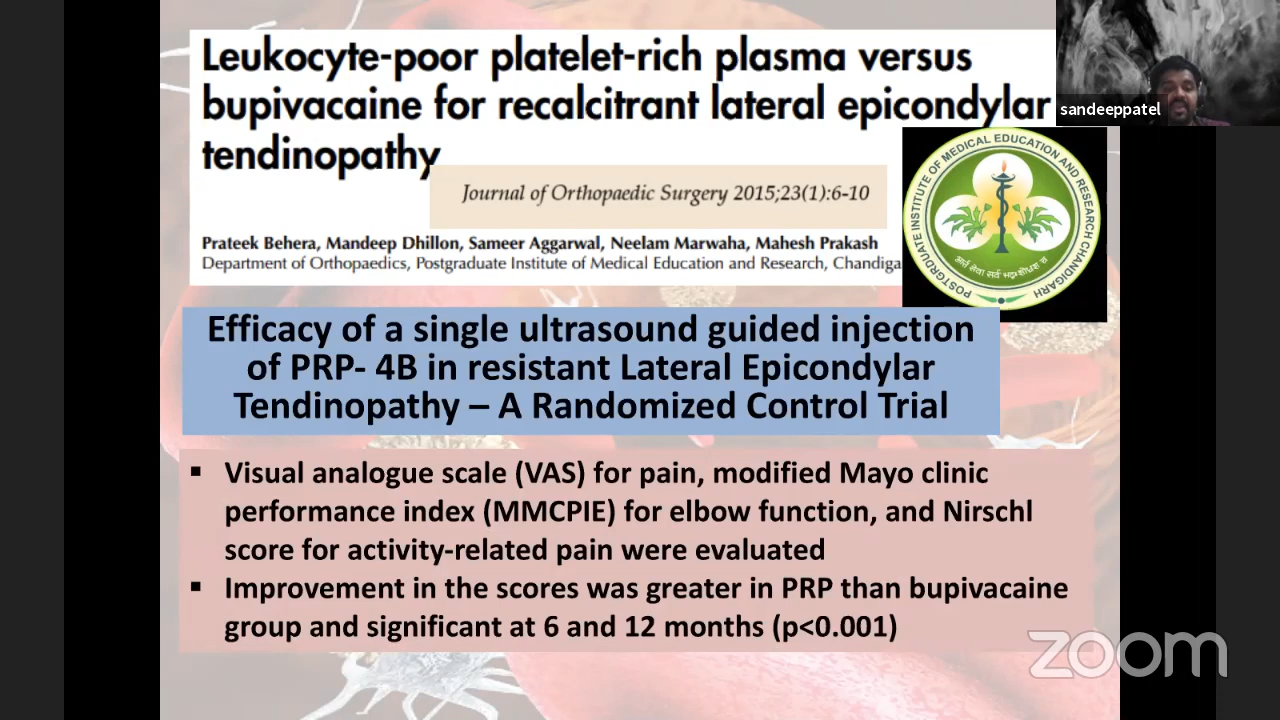 Leukocyte-poor platelet-rich plasma versus
bupivacaine for recalcitrant lateral epicondylar
tendinopathy
sandeeppatel
Journal of Orthopaedic Surgery 2015;23(1):6-10
Prateek Behera, Mandeep Dhillon, Sameer Aggarwal, Neelam Marwaha, Mahesh Prakash
Department of Orthopaedics, Postgraduate Institute of Medical Education and Research, Chandiga
POSTGRADUATE INSTITUTE OF MEDICAL EDUCATION AND RESEARCH CHANDIGARH
Efficacy of a single ultrasound guided injection
of PRP- 4B in resistant Lateral Epicondylar
Tendinopathy – A Randomized Control Trial
▪ Visual analogue scale (VAS) for pain, modified Mayo clinic
performance index (MMCPIE) for elbow function, and Nirschl
score for activity-related pain were evaluated
▪ Improvement in the scores was greater in PRP than bupivacaine
group and significant at 6 and 12 months (p<0.001)
zoom